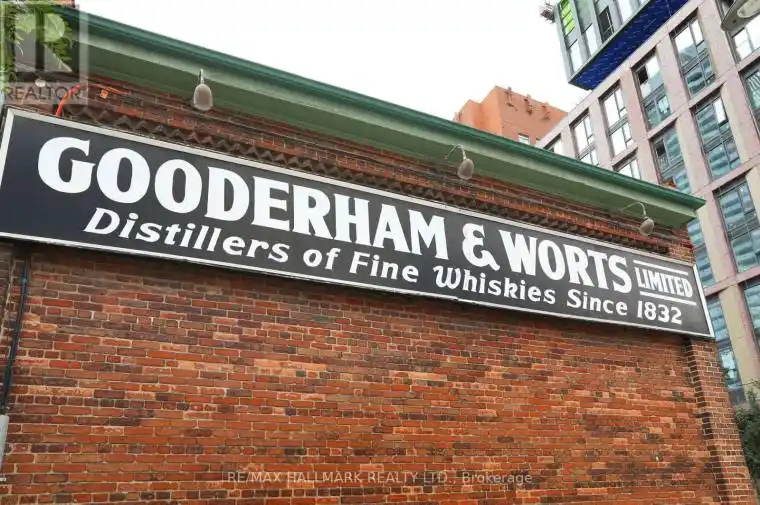 REALTOR
GOODERHAM & WORTS LIMITED
Distillers of Fine Whiskies Since 1832
RE/MAX HALLMARK REALTY LTD., Brokerage